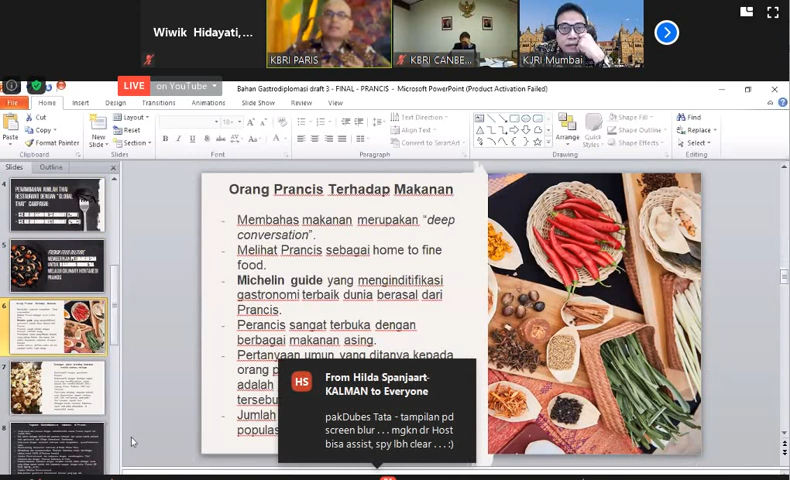 Wiwik Hidayati,...
KBRI PARIS
KBRI CANBE...
KJRI Mumbai
LIVE on YouTube
Bahan Gastrodiplomasi draft 3 - FINAL - PRANCIS - Microsoft PowerPoint (Product Activation Failed)
File Home Insert Design Transitions Animations Slide Show Review View
Paste
Cut
Copy
Format Painter
Clipboard
New
Slide
Layout
Reset
Section
Slides
Font
Text Direction
Align Text
Convert to SmartArt
Paragraph
Arrange
Quick
Styles
Shape Fill
Shape Outline
Shape Effects
Drawing
Find
Replace
Select
Editing
Slides Outline
4
5
6
7
8
Orang Prancis Terhadap Makanan
- Membahas makanan merupakan “deep
conversation”.
- Melihat Prancis sebagai home to fine
food.
- Michelin guide yang menginditifikasi
gastronomi terbaik dunia berasal dari
Prancis.
- Perancis sangat terbuka dengan
berbagai makanan asing.
- Pertanyaan umun yang ditanya kepada
orang
adalah
tersebu
- Jumlah
populas
HS
From Hilda Spanjaart-
KALMAN to Everyone
pakDubes Tata - tampilan pd
screen blur . . . mgkn dr Host
bisa assist, spy lbh clear . . . :)